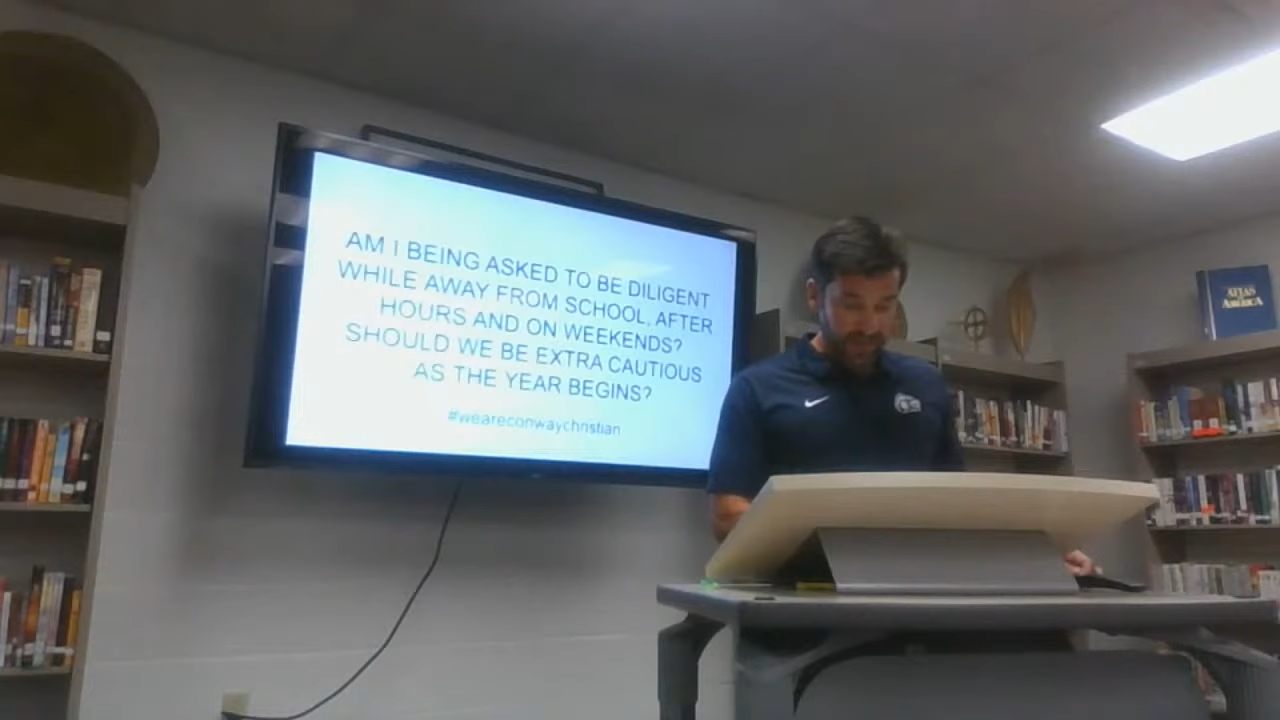 AM I BEING ASKED TO BE DILIGENT
WHILE AWAY FROM SCHOOL, AFTER
HOURS AND ON WEEKENDS?
SHOULD WE BE EXTRA CAUTIOUS
AS THE YEAR BEGINS?
#weareconwaychristian
ATLAS
of
AMERICA